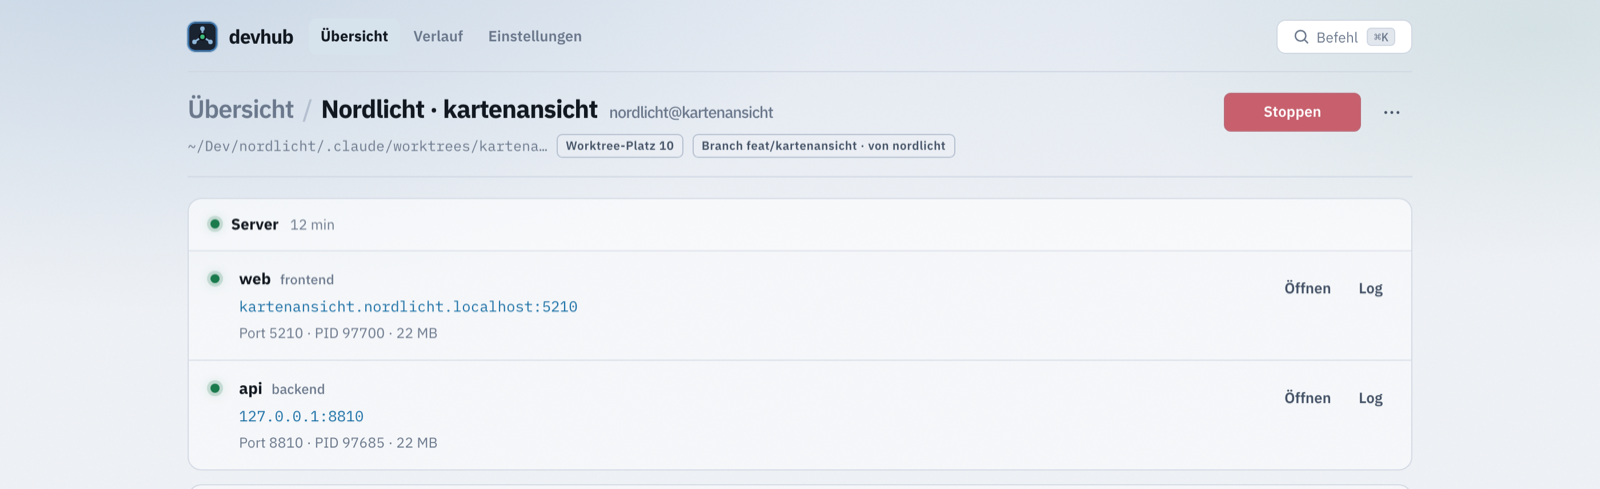 devhub Übersicht Verlauf Einstellungen Befehl ⌘K
Übersicht / Nordlicht · kartenansicht nordlicht@kartenansicht Stoppen ···
~/Dev/nordlicht/.claude/worktrees/kartena… Worktree-Platz 10 Branch feat/kartenansicht · von nordlicht
Server 12 min
web frontend
Öffnen Log
kartenansicht.nordlicht.localhost:5210
Port 5210 · PID 97700 · 22 MB
api backend
Öffnen Log
127.0.0.1:8810
Port 8810 · PID 97685 · 22 MB